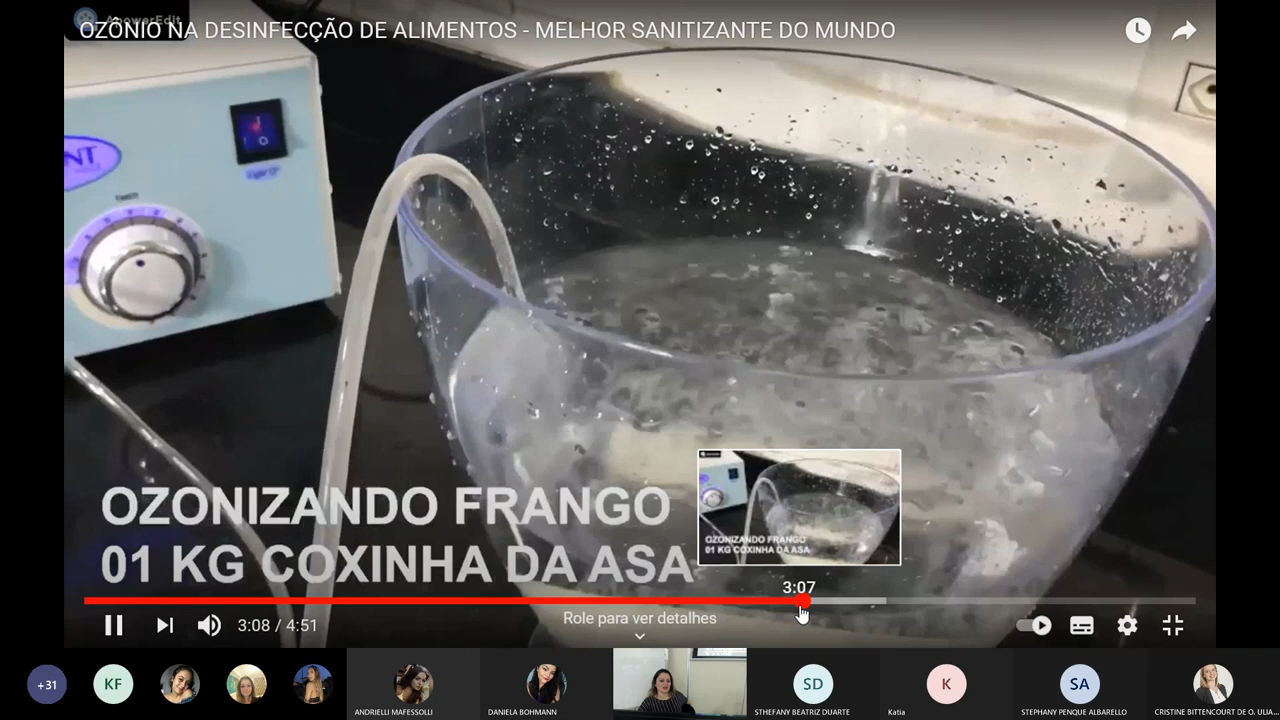 OZÔNIO NA DESINFECÇÃO DE ALIMENTOS - MELHOR SANITIZANTE DO MUNDO
NT
OZONIZANDO FRANGO
01 KG COXINHA DA ASA
OZONIZANDO FRANGO
01 KG COXINHA DA ASA
3:07
3:08 / 4:51
Role para ver detalhes
+31
KF
SD
K
SA
ANDRIELLI MAFESSOLLI
DANIELA BOHMANN
STHEFANY BEATRIZ DUARTE
Katia
STEPHANY PENQUE ALBARELLO
CRISTINE BITTENCOURT DE O. ULIA...